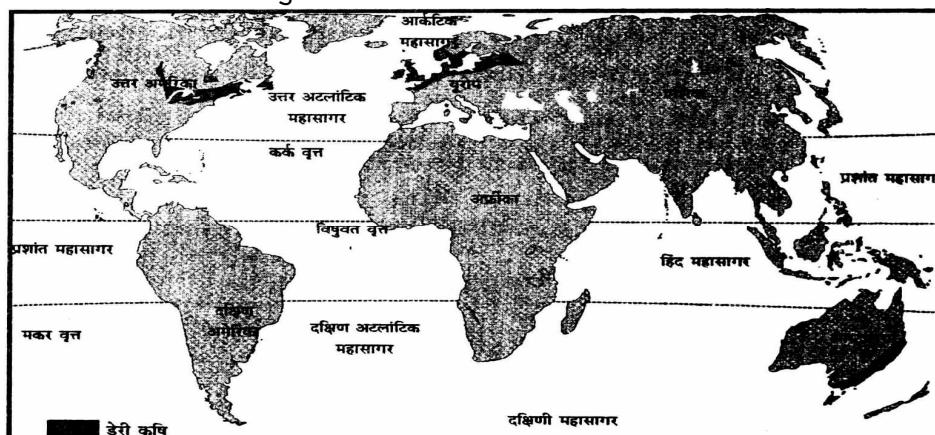 आर्कटिक
महासागर
उत्तर अमेरिका
यूरोप
उत्तर अटलांटिक
महासागर
कर्क वृत्त
प्रशांत महासाग
अफ्रीका
विषुवत वृत्त
प्रशांत महासागर
हिंद महासागर
दक्षिण
अमेरिका
मकर वृत्त
दक्षिण अटलांटिक
महासागर
दक्षिणी महासागर
डेरी कृषि